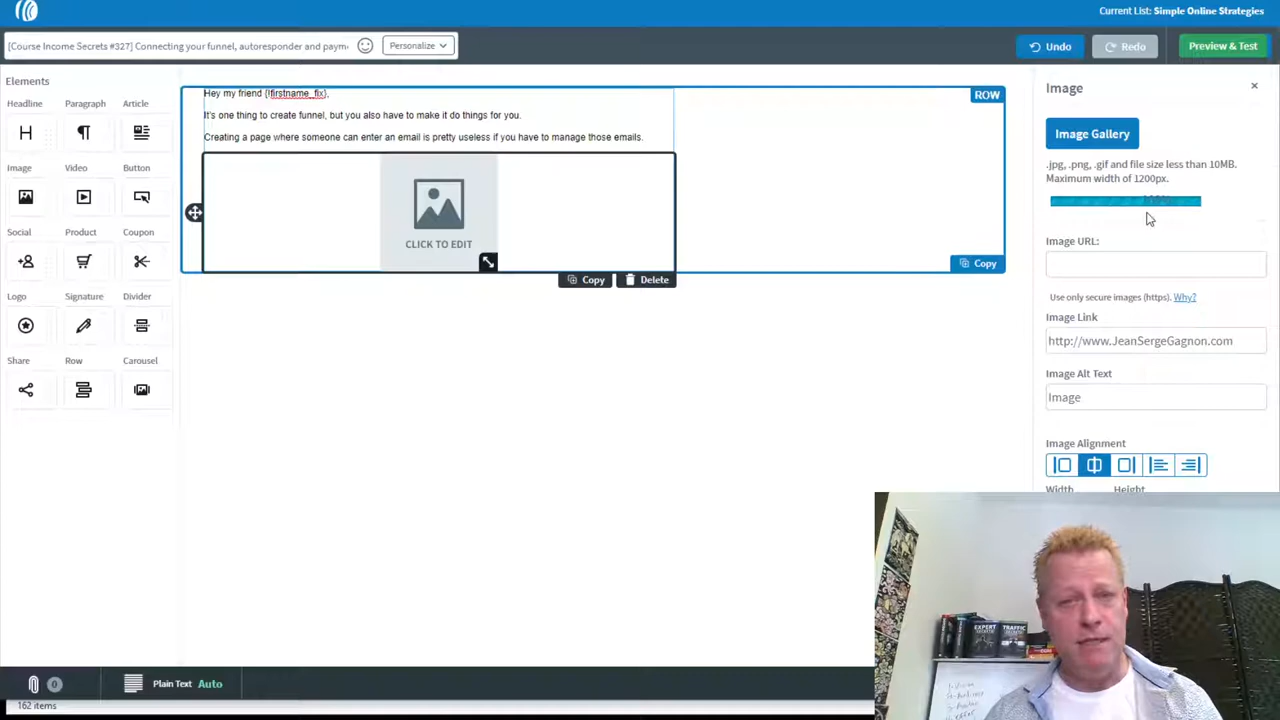 Current List: Simple Online Strategies
[Course Income Secrets #327] Connecting your funnel, autoresponder and paym
Personalize
Undo
Redo
Preview & Test
Elements
Headline
Paragraph
Article
Image
Video
Button
Social
Product
Coupon
Logo
Signature
Divider
Share
Row
Carousel
Hey my friend {!firstname_fix},
It's one thing to create funnel, but you also have to make it do things for you.
Creating a page where someone can enter an email is pretty useless if you have to manage those emails.
ROW
CLICK TO EDIT
Copy
Copy
Delete
Image
Image Gallery
.jpg, .png, .gif and file size less than 10MB.
Maximum width of 1200px.
Image URL:
Use only secure images (https). Why?
Image Link
http://www.JeanSergeGagnon.com
Image Alt Text
Image
Image Alignment
Width
Height
EXPERT
SECRETS
TRAFFIC
SECRETS
0
Plain Text Auto
162 items